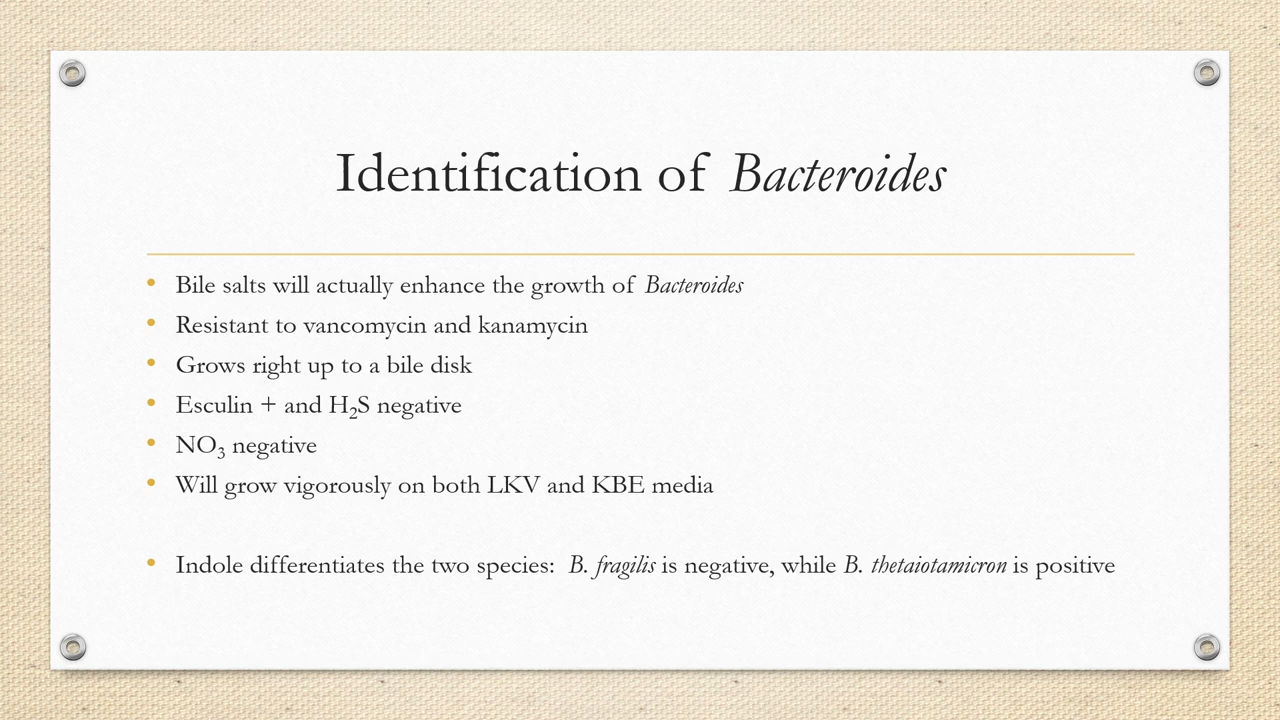 Identification of Bacteroides
• Bile salts will actually enhance the growth of Bacteroides
• Resistant to vancomycin and kanamycin
• Grows right up to a bile disk
• Esculin + and H₂S negative
• NO₃ negative
• Will grow vigorously on both LKV and KBE media
• Indole differentiates the two species:  B. fragilis is negative, while B. thetaiotamicron is positive